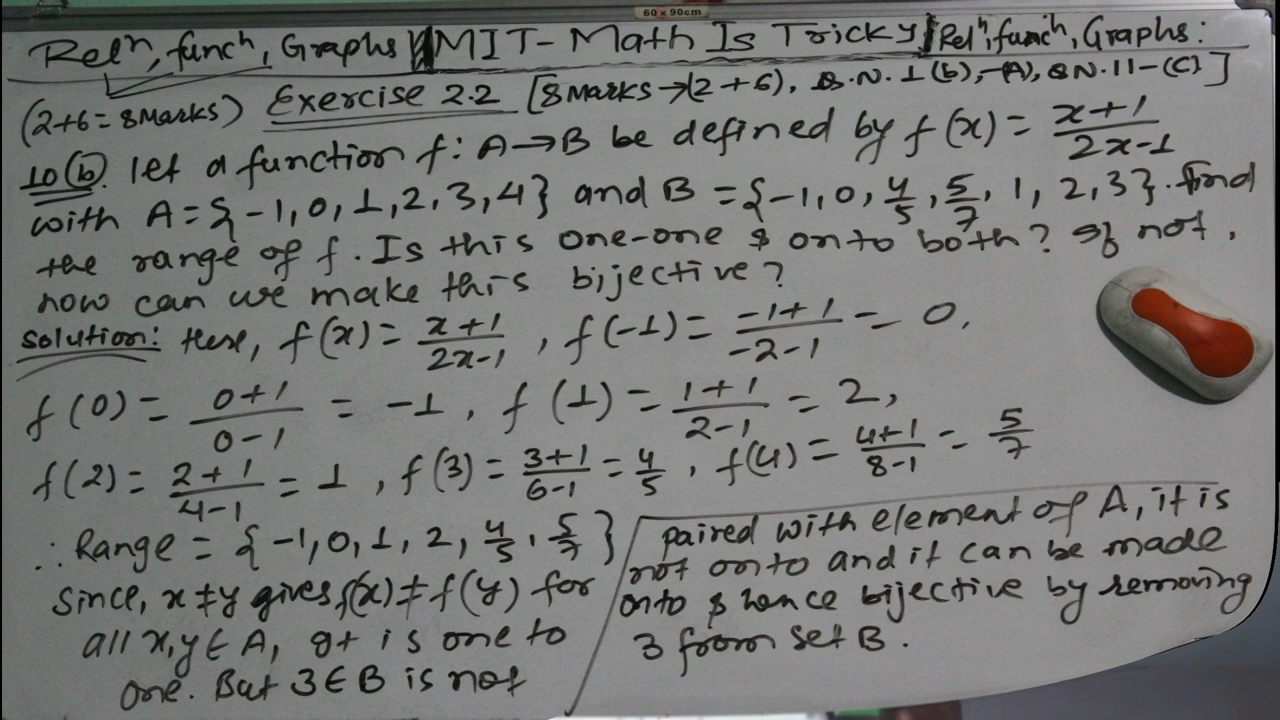 60 x 90cm
Relⁿ, funcⁿ, Graphs MIT-Math Is Tricky Relⁿ, funcⁿ, Graphs:
(2+6=8Marks) Exercise 2.2 [8Marks→(2+6), Q.N.1(b),-(A), QN.11-(C)]
10(b). let a function f: A→B be defined by f(x) = (x+1)/(2x-1)
with A={-1,0,1,2,3,4} and B={-1,0,4/5,5/7,1,2,3}. find
the range of f. Is this one-one & onto both? If not,
how can we make this bijective?
Solution: Here, f(x) = (x+1)/(2x-1), f(-1) = (-1+1)/(-2-1) = 0.
f(0) = (0+1)/(0-1) = -1, f(1) = (1+1)/(2-1) = 2,
f(2) = (2+1)/(4-1) = 1, f(3) = (3+1)/(6-1) = 4/5, f(4) = (4+1)/(8-1) = 5/7
∴ Range = {-1,0,1,2,4/5,5/7}
Since, x≠y gives f(x)≠f(y) for
all x,y∈A, It is one to
one. But 3∈B is not
paired with element of A, it is
not onto and it can be made
onto & hence bijective by removing
3 from set B.